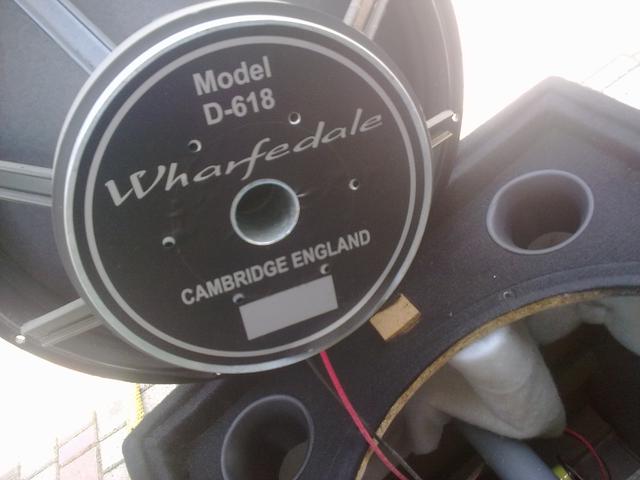 Model
D-618
Wharfedale
CAMBRIDGE ENGLAND